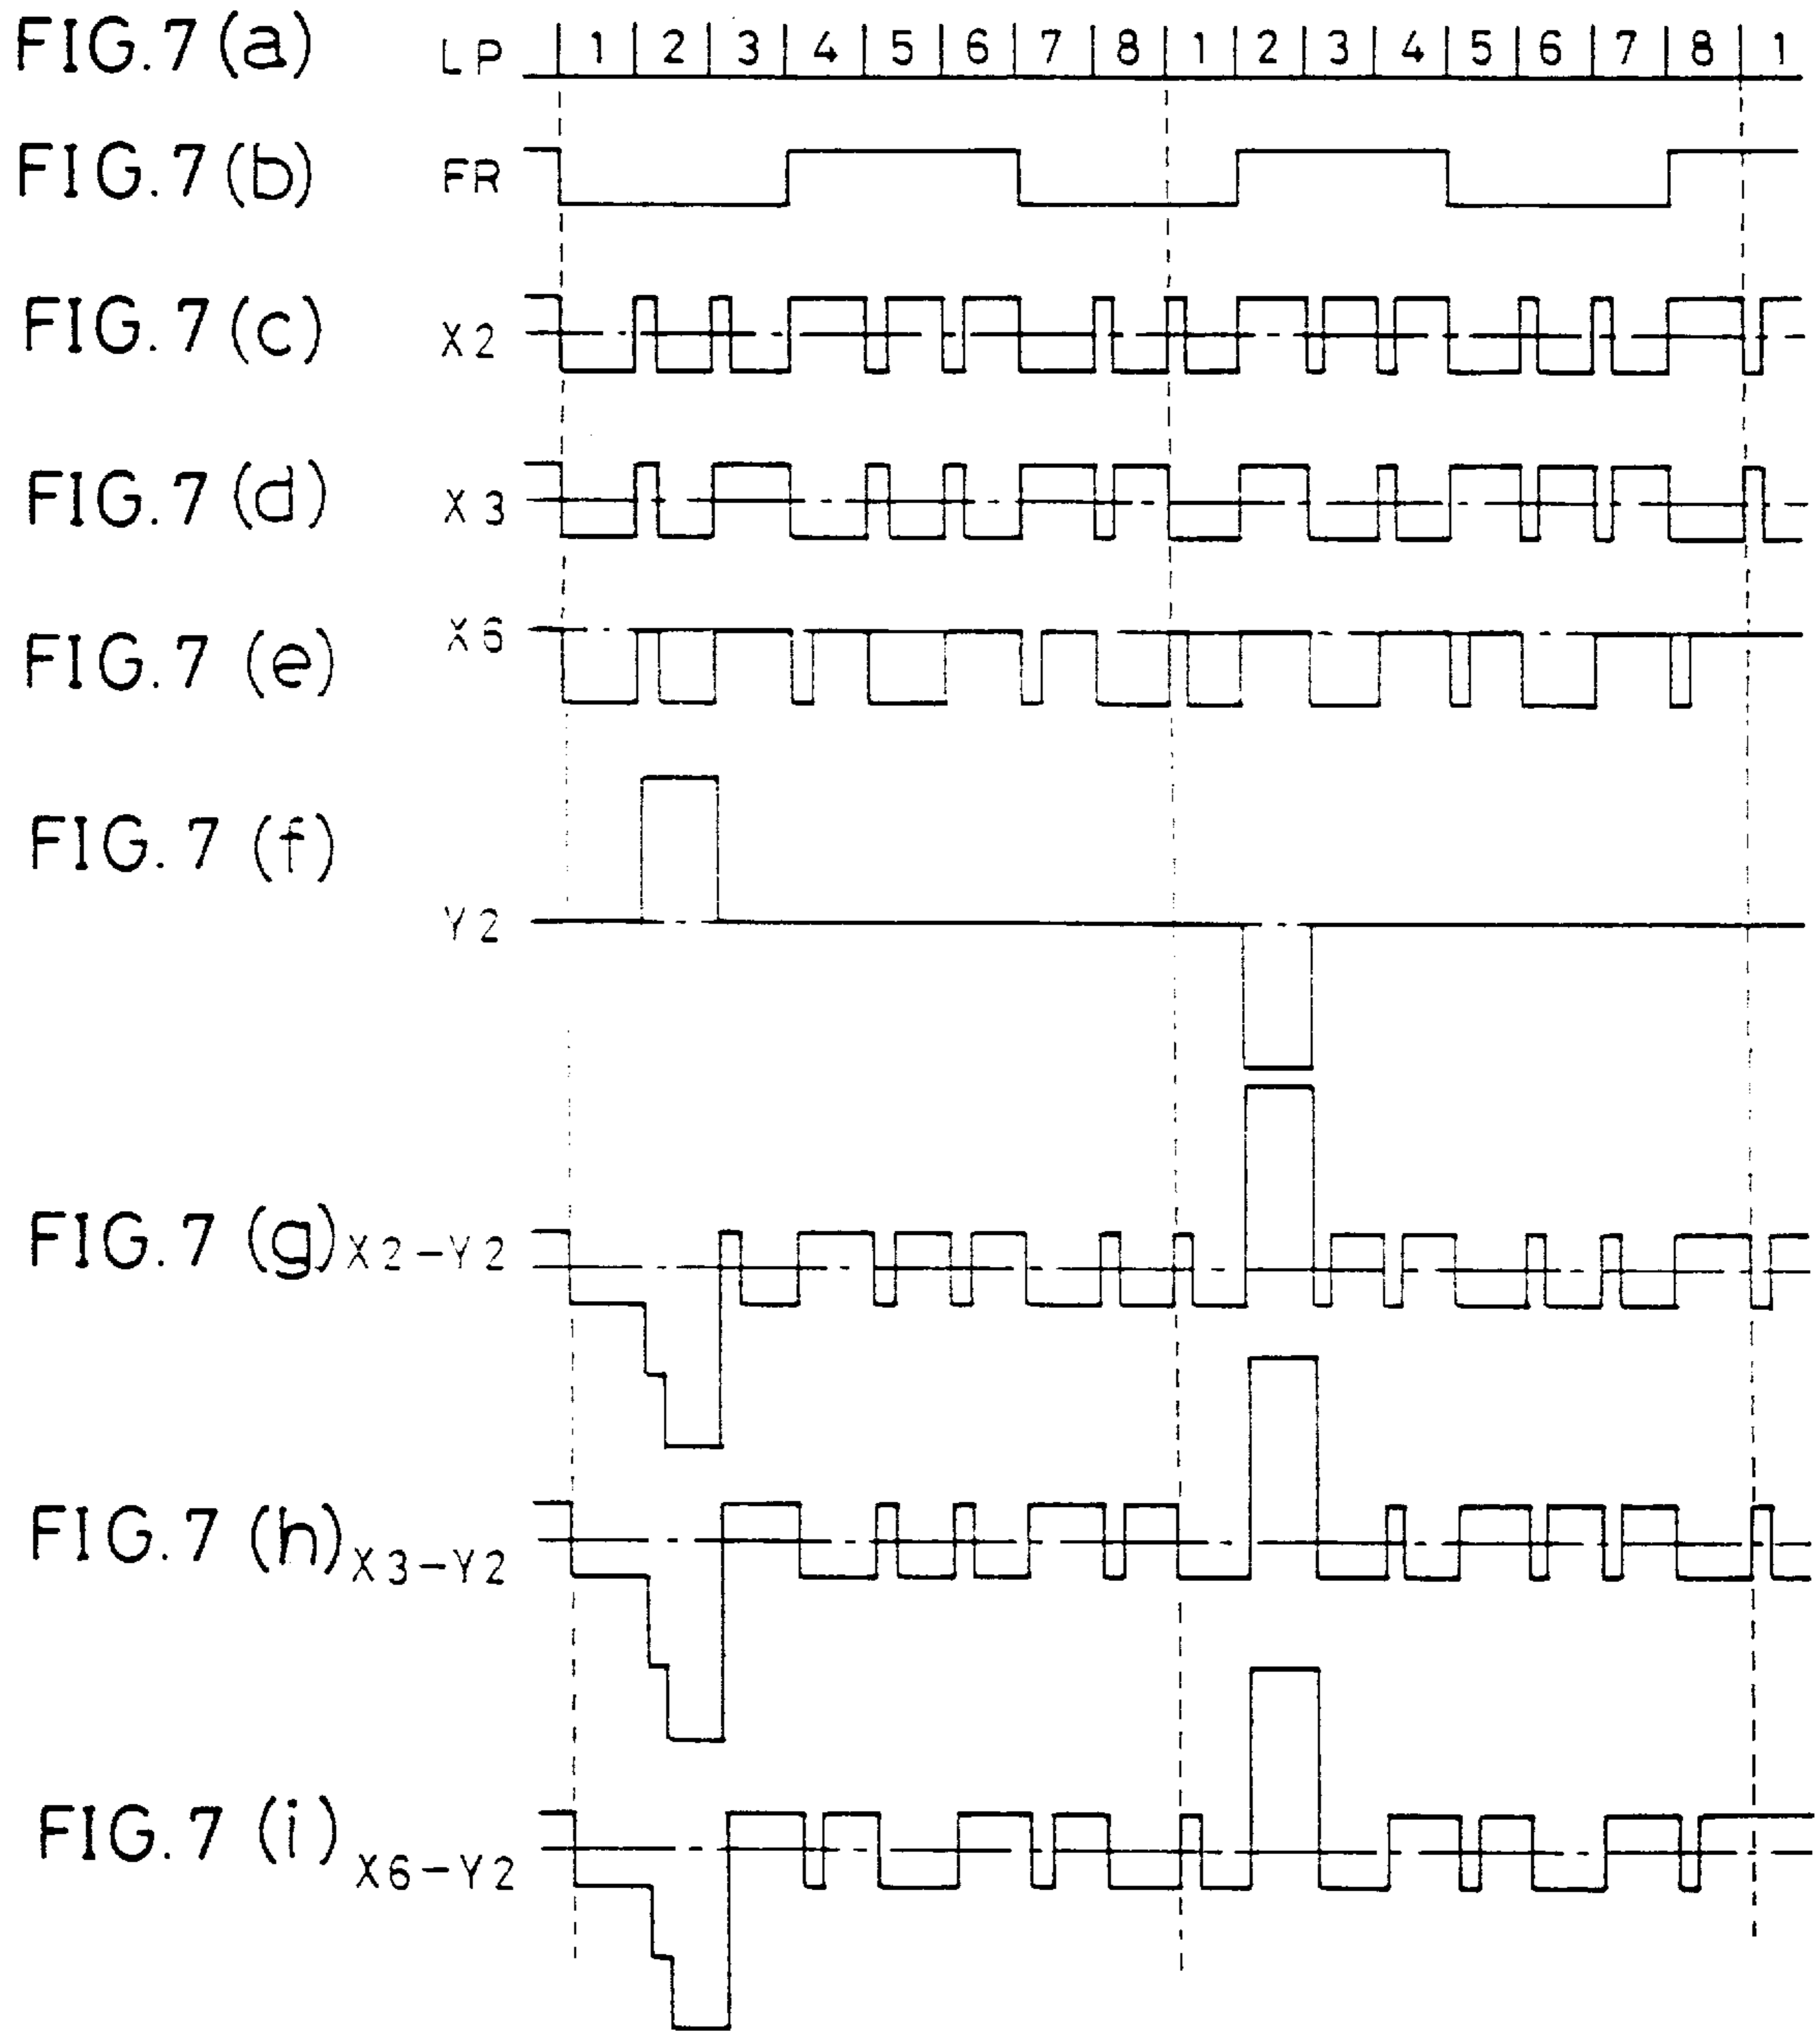 FIG. 7 (a) LP 1 2 3 4 5 6 7 8 1 2 3 4 5 6 7 8 1
FIG. 7 (b) FR
FIG. 7 (c) X2
FIG. 7 (d) X3
FIG. 7 (e) X6
FIG. 7 (f)
Y2
FIG. 7 (g) X2-Y2
FIG. 7 (h) X3-Y2
FIG. 7 (i) X6-Y2